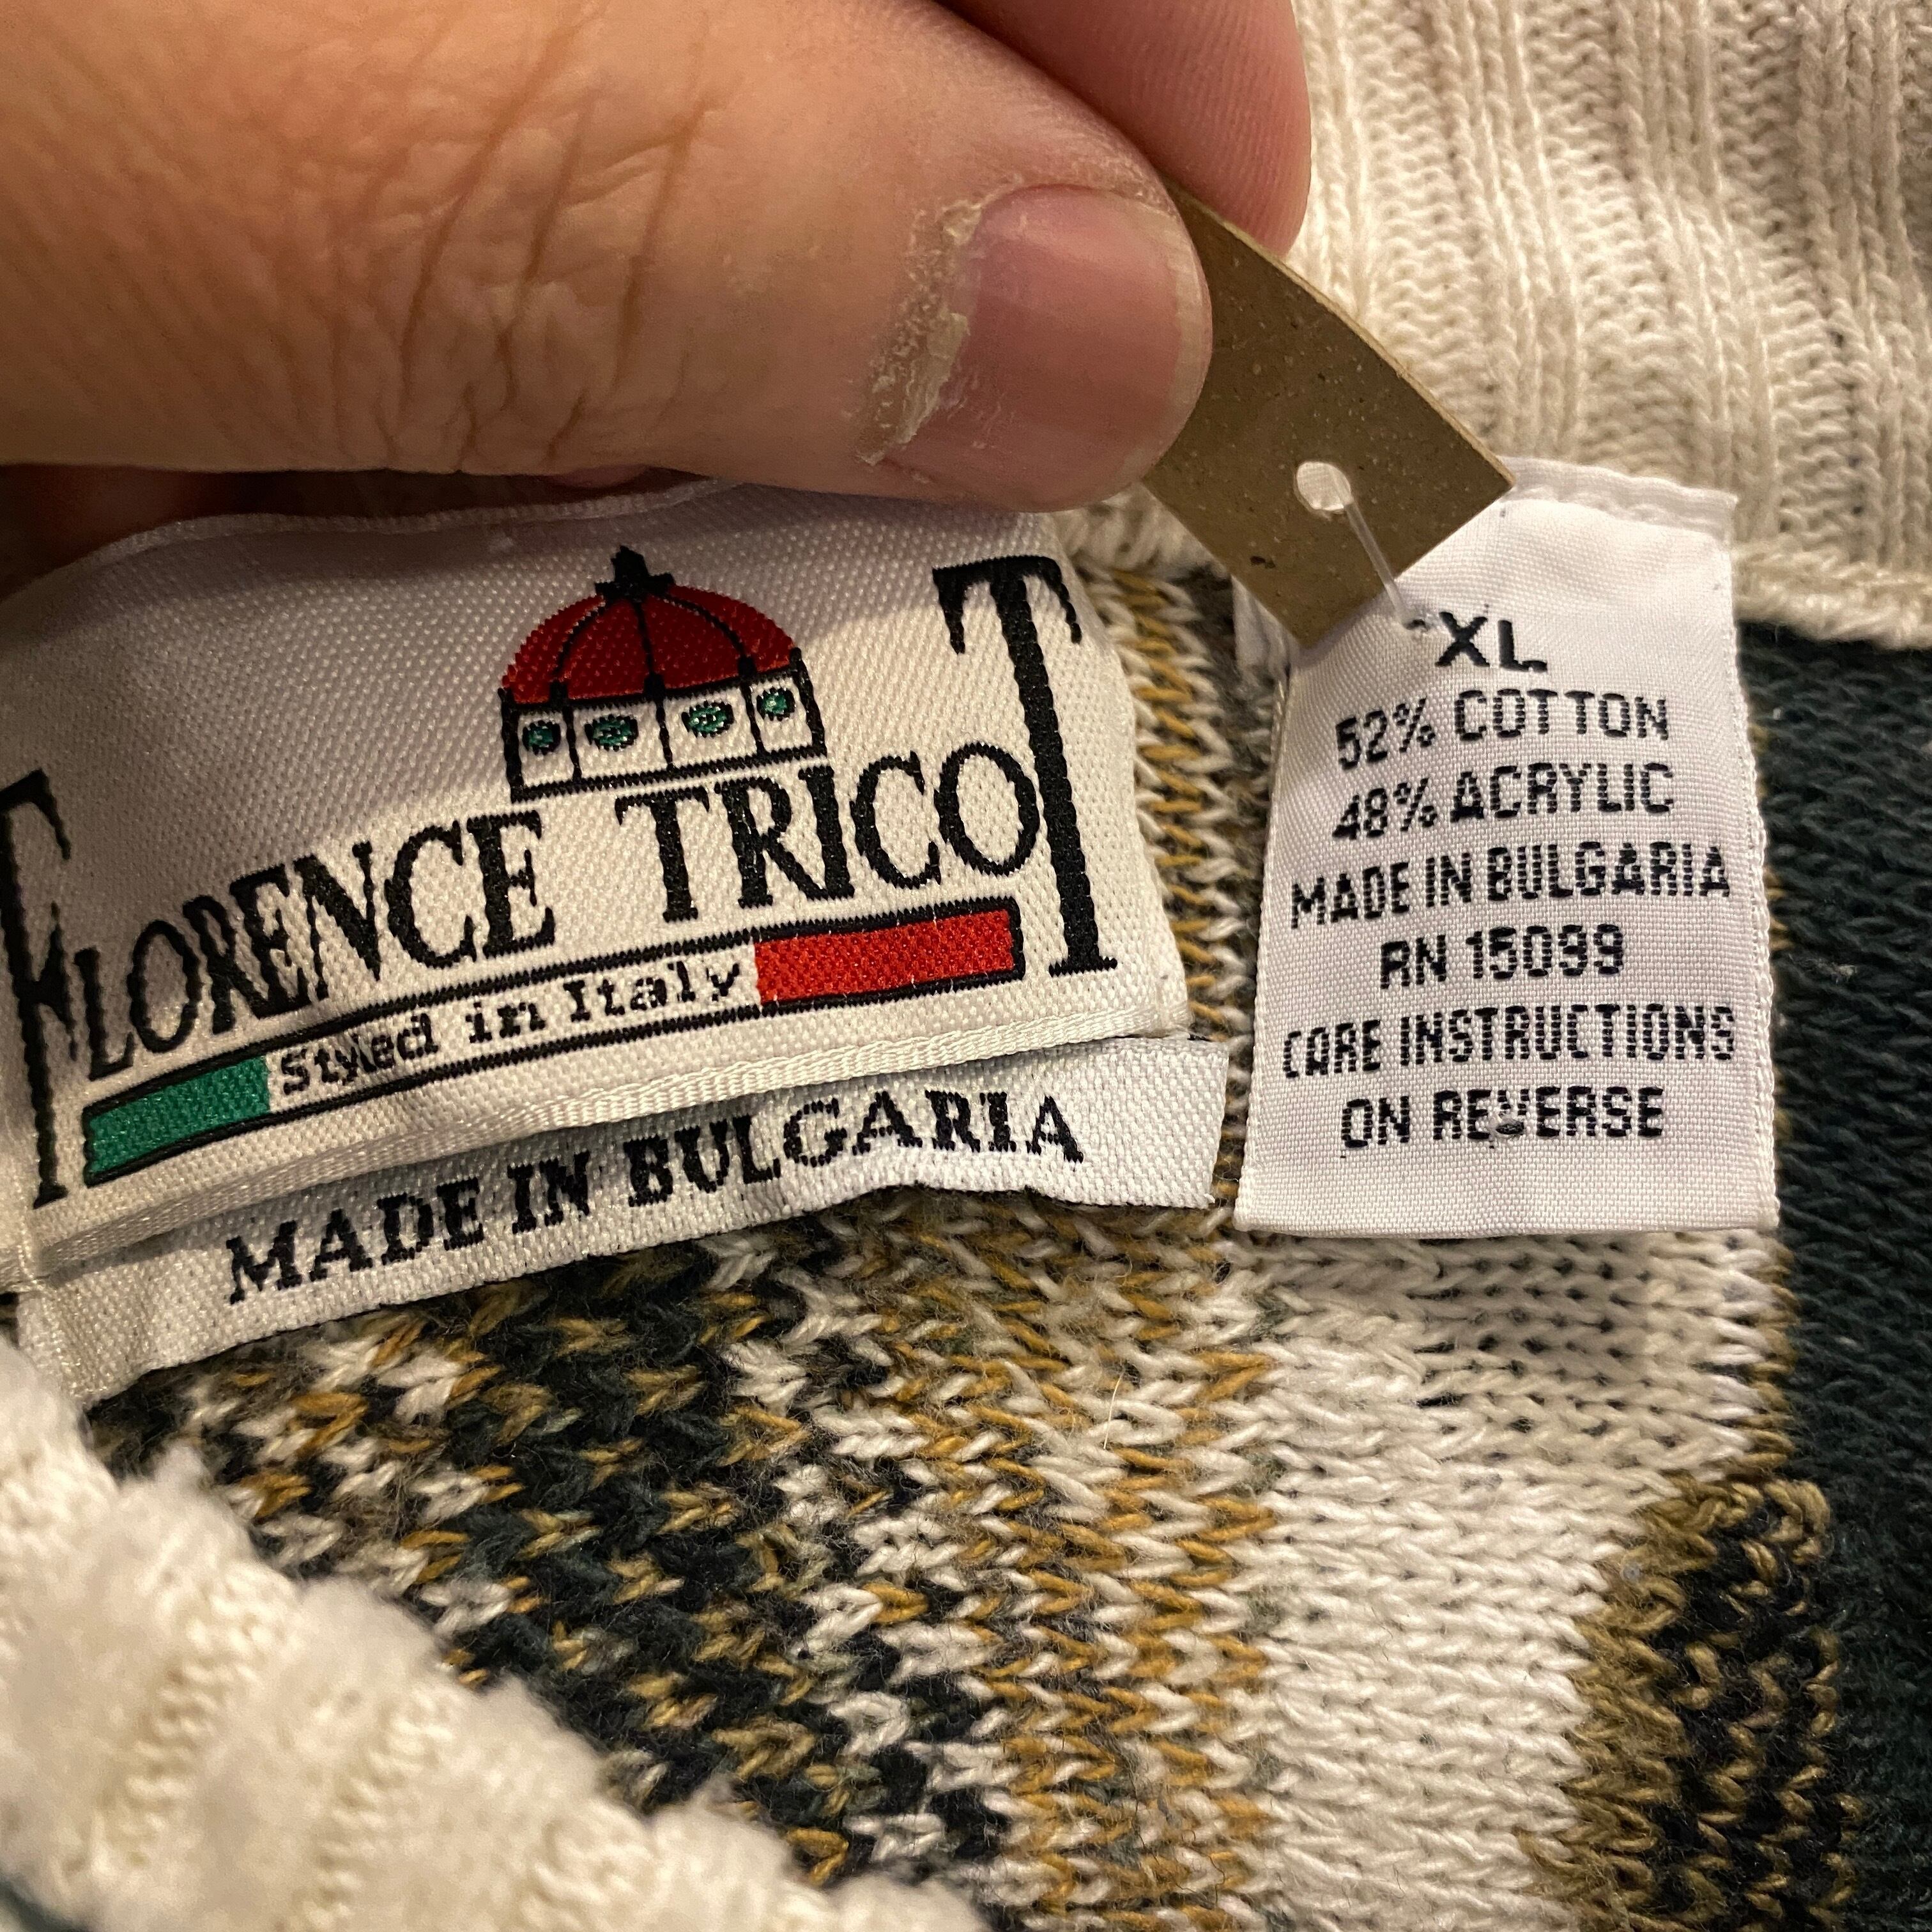 FLORENCE TRICOT
Styled in Italy
MADE IN BULGARIA
XL
52% COTTON
48% ACRYLIC
MADE IN BULGARIA
RN 15099
CARE INSTRUCTIONS
ON REVERSE